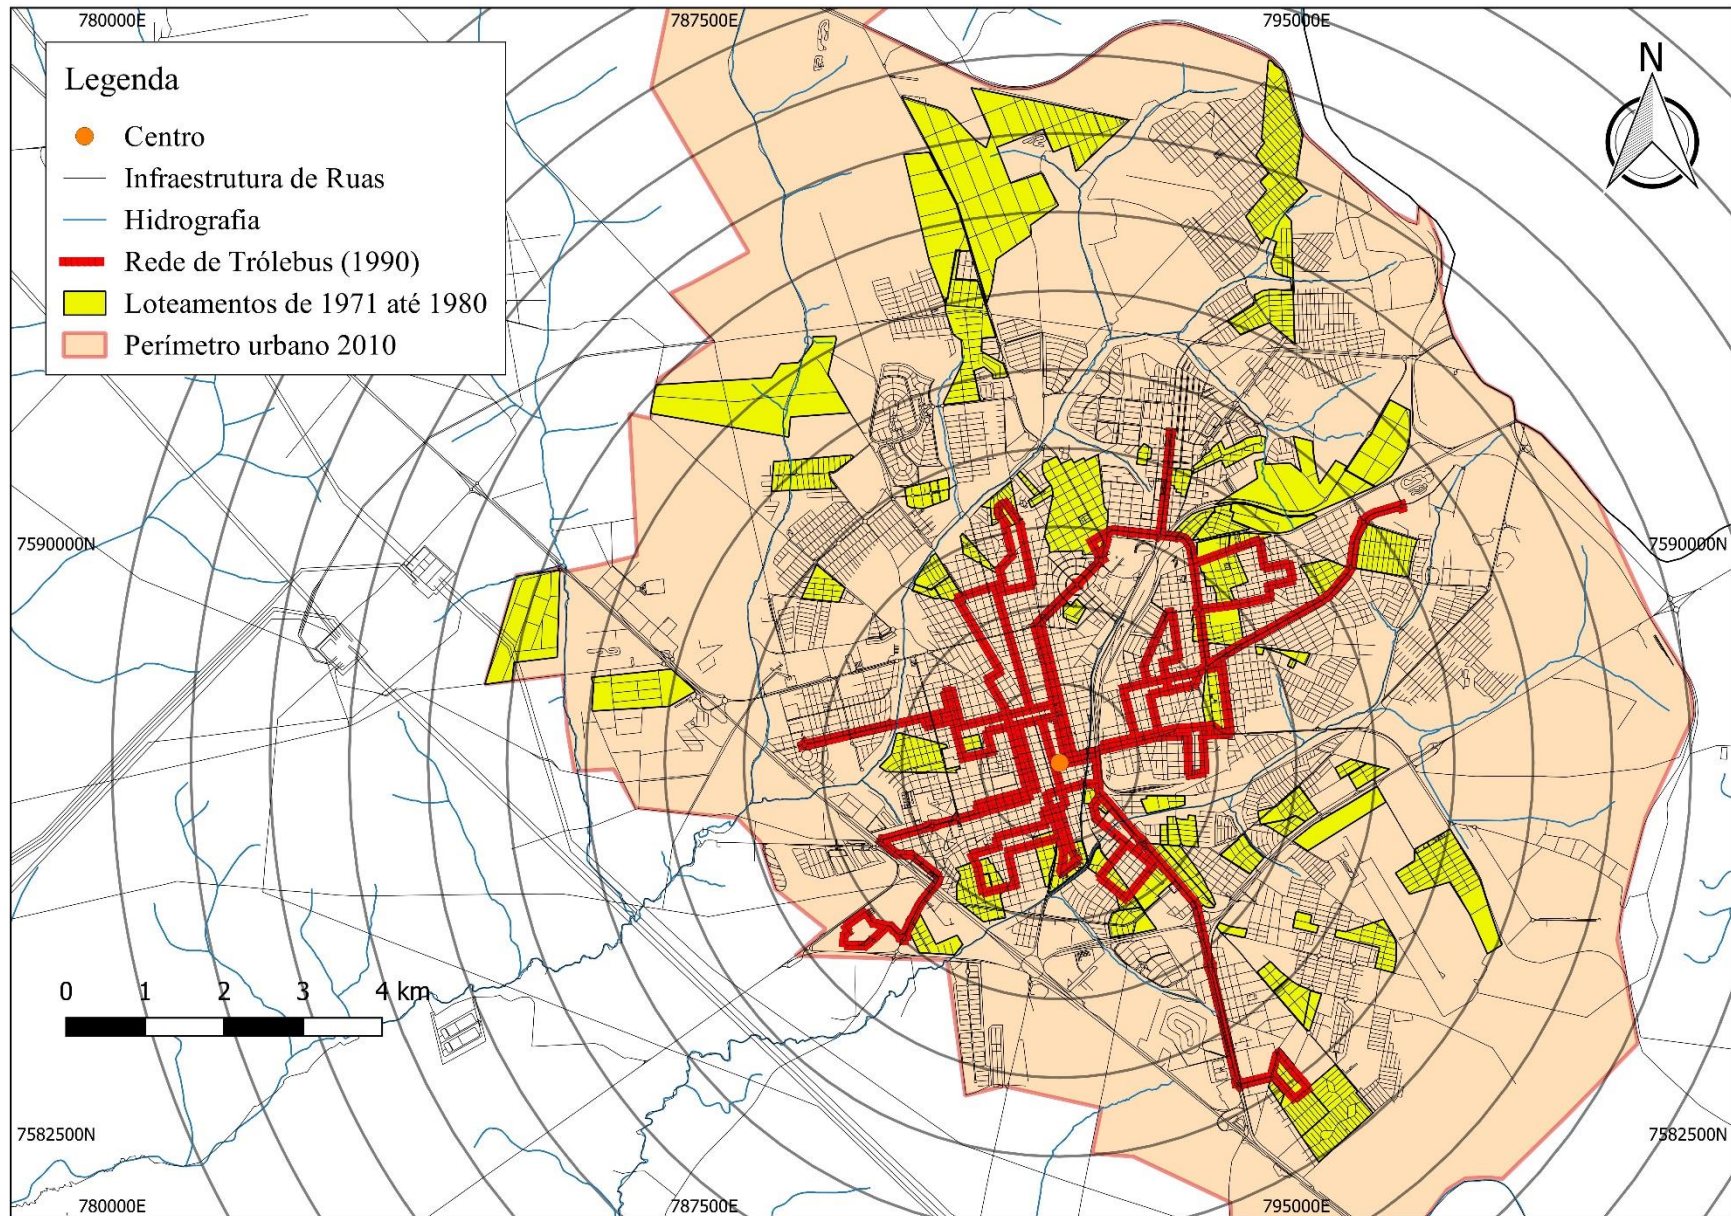 780000E
787500E
795000E
Legenda
Centro
Infraestrutura de Ruas
Hidrografia
Rede de Trólebus (1990)
Loteamentos de 1971 até 1980
Perímetro urbano 2010
N
7590000N
7590000N
0 1 2 3 4 km
7582500N
7582500N
780000E
787500E
795000E